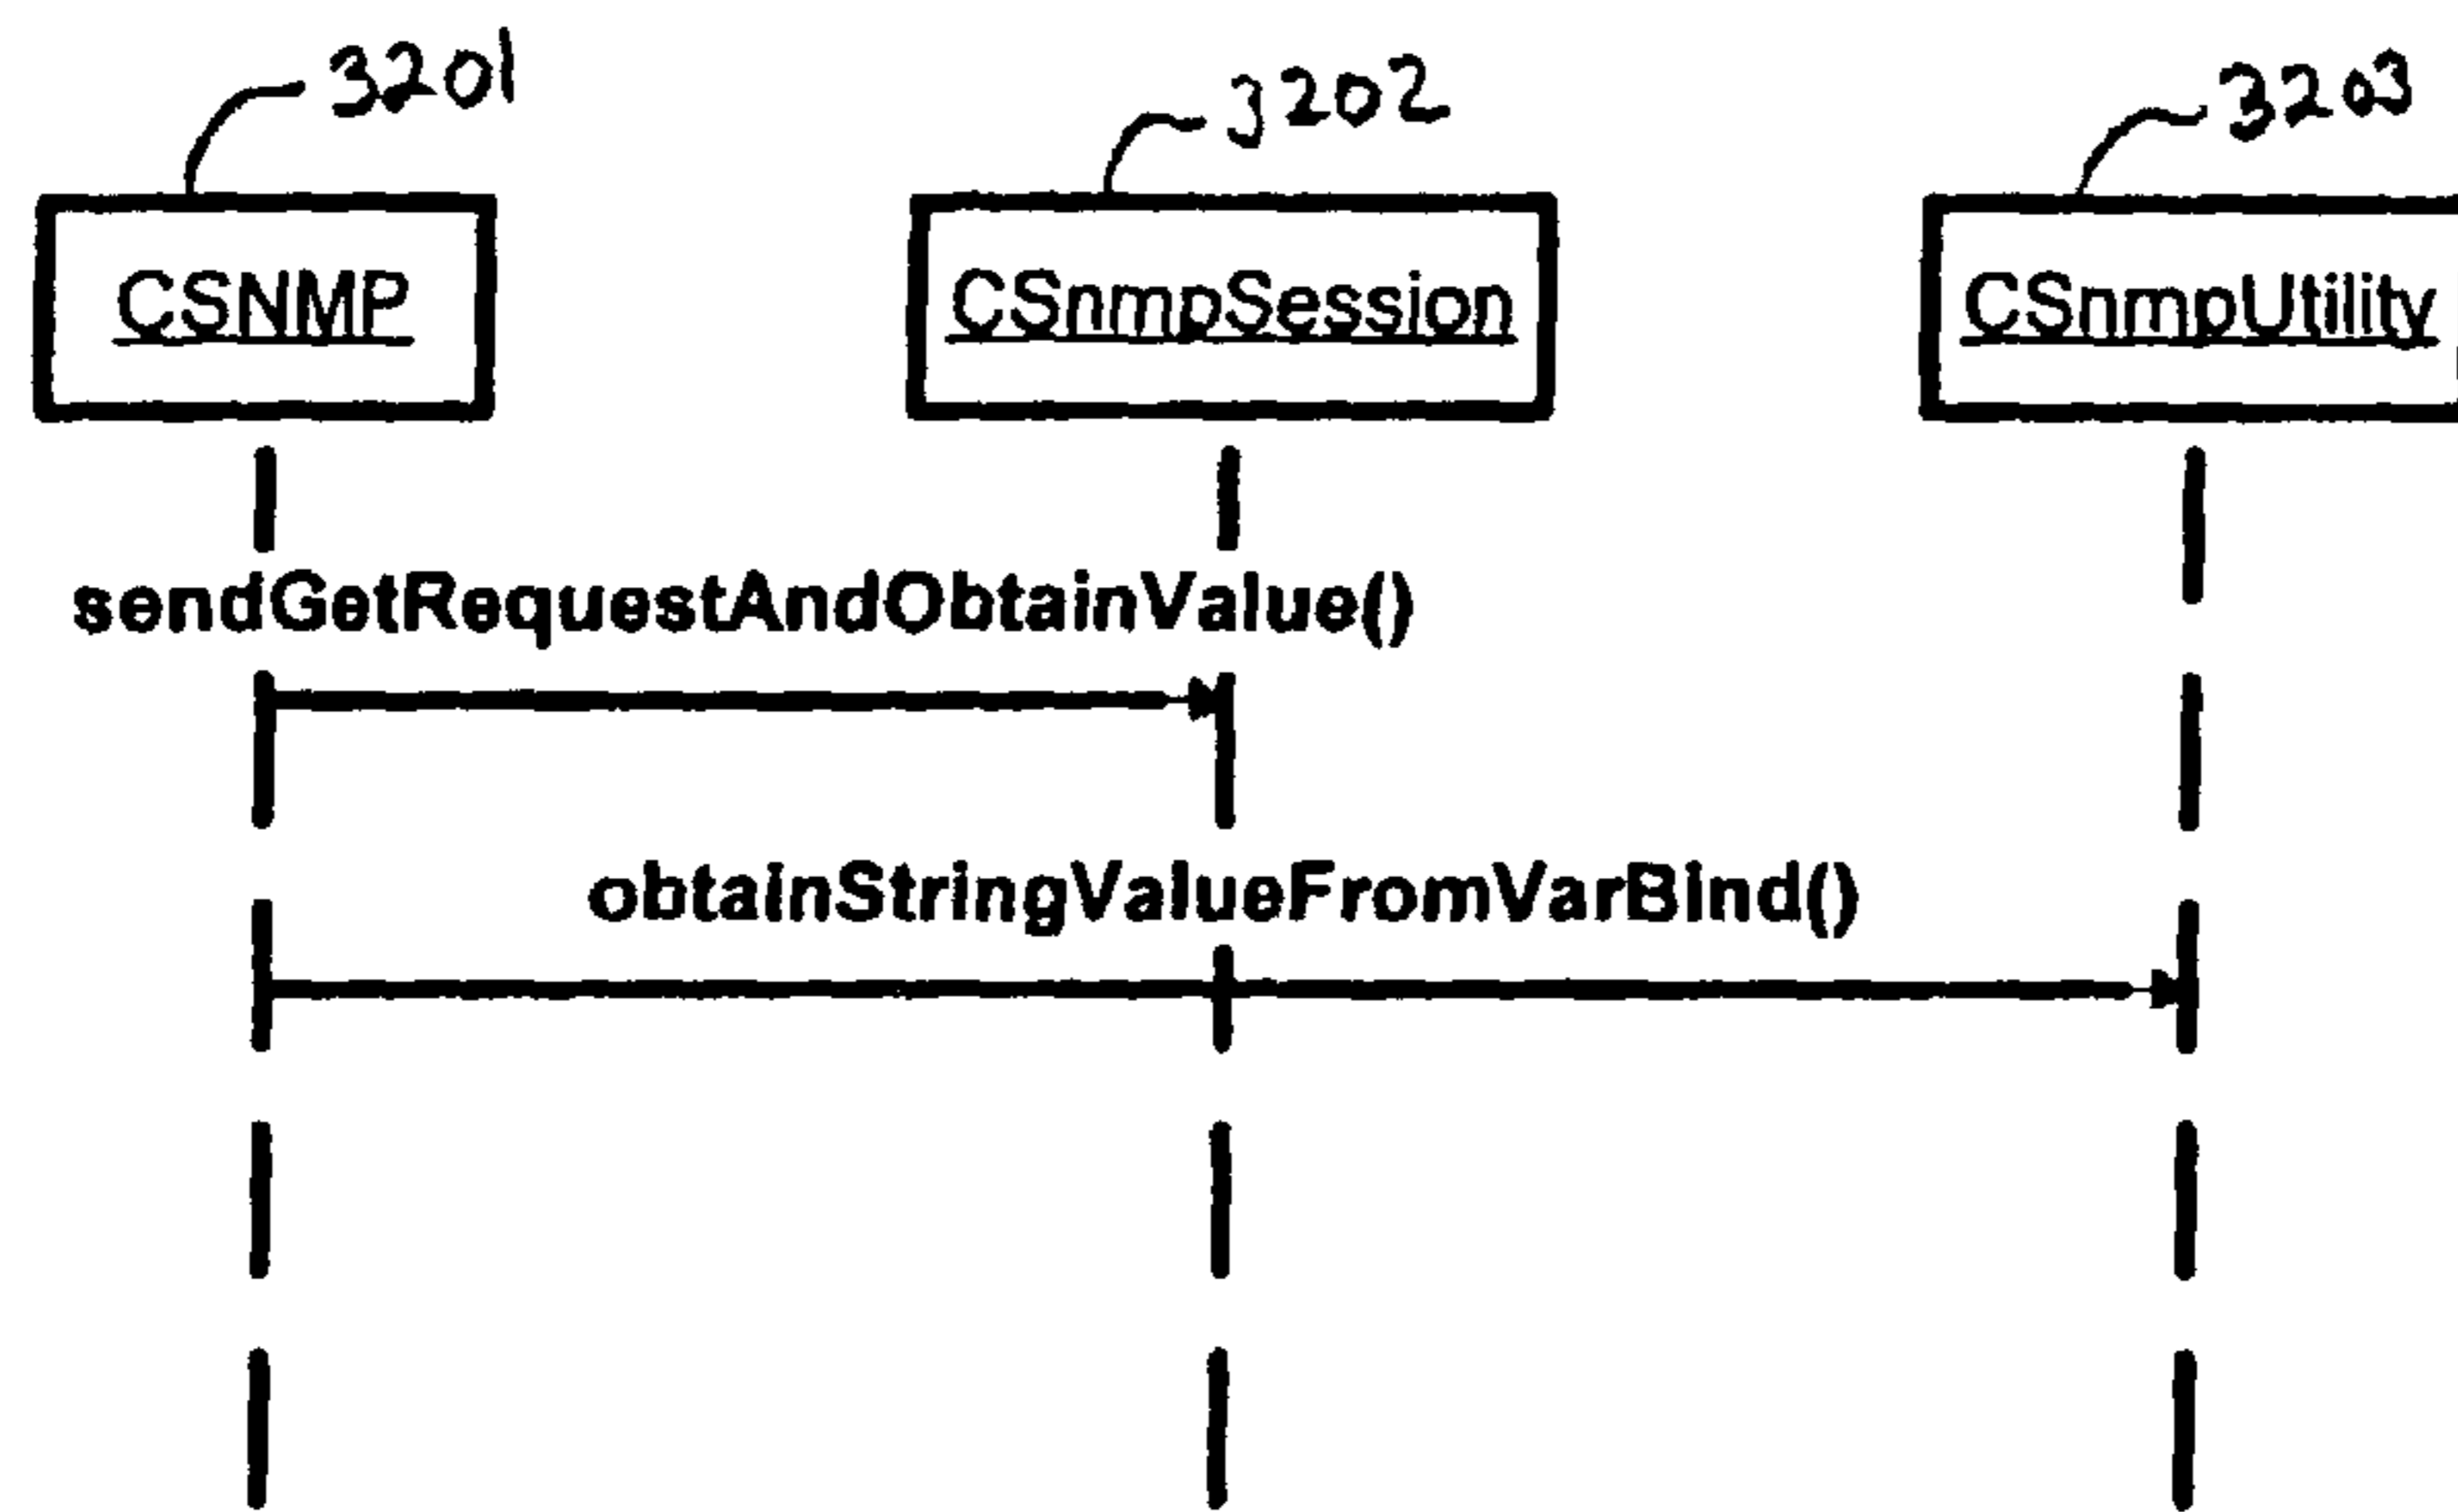 3201 3202 3203
CSNMP CSnmpSession CSnmpUtility
sendGetRequestAndObtainValue()
obtainStringValueFromVarBind()